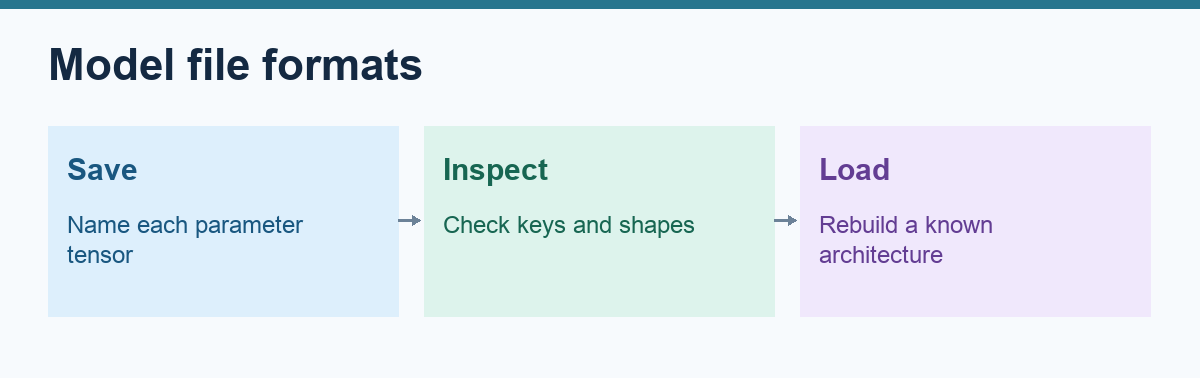 Model file formats
Save
Name each parameter
tensor
Inspect
Check keys and shapes
Load
Rebuild a known
architecture